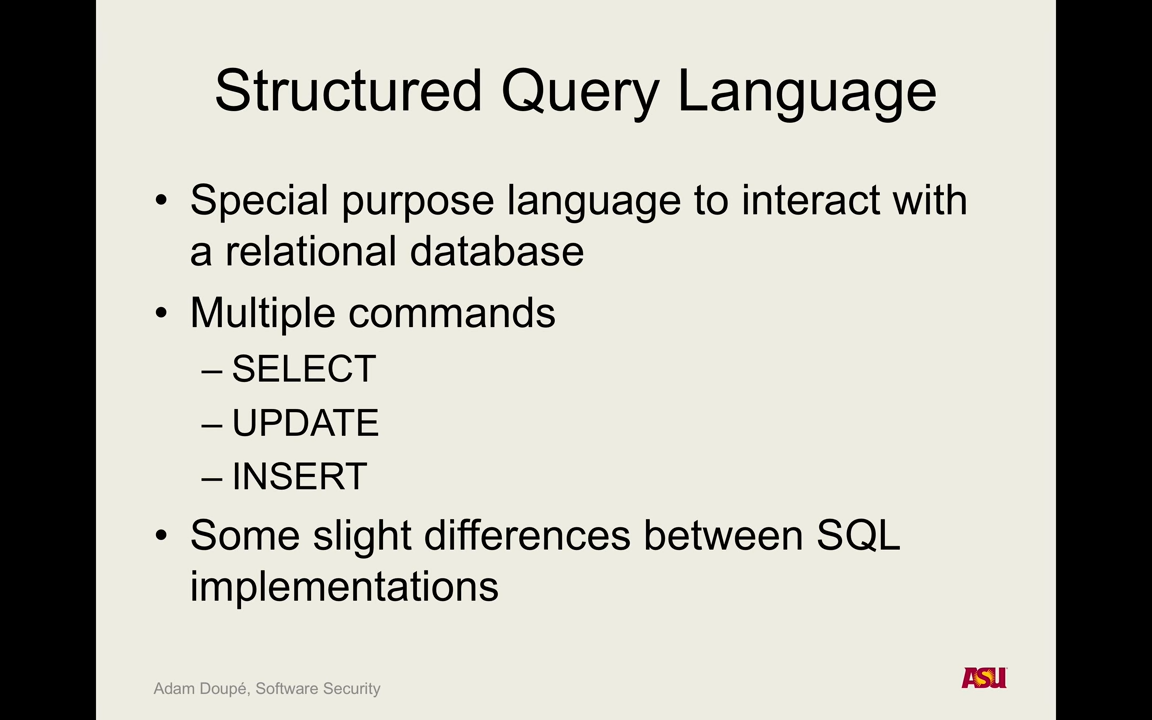 Structured Query Language
• Special purpose language to interact with
a relational database
• Multiple commands
– SELECT
– UPDATE
– INSERT
• Some slight differences between SQL
implementations
Adam Doupé, Software Security
ASU